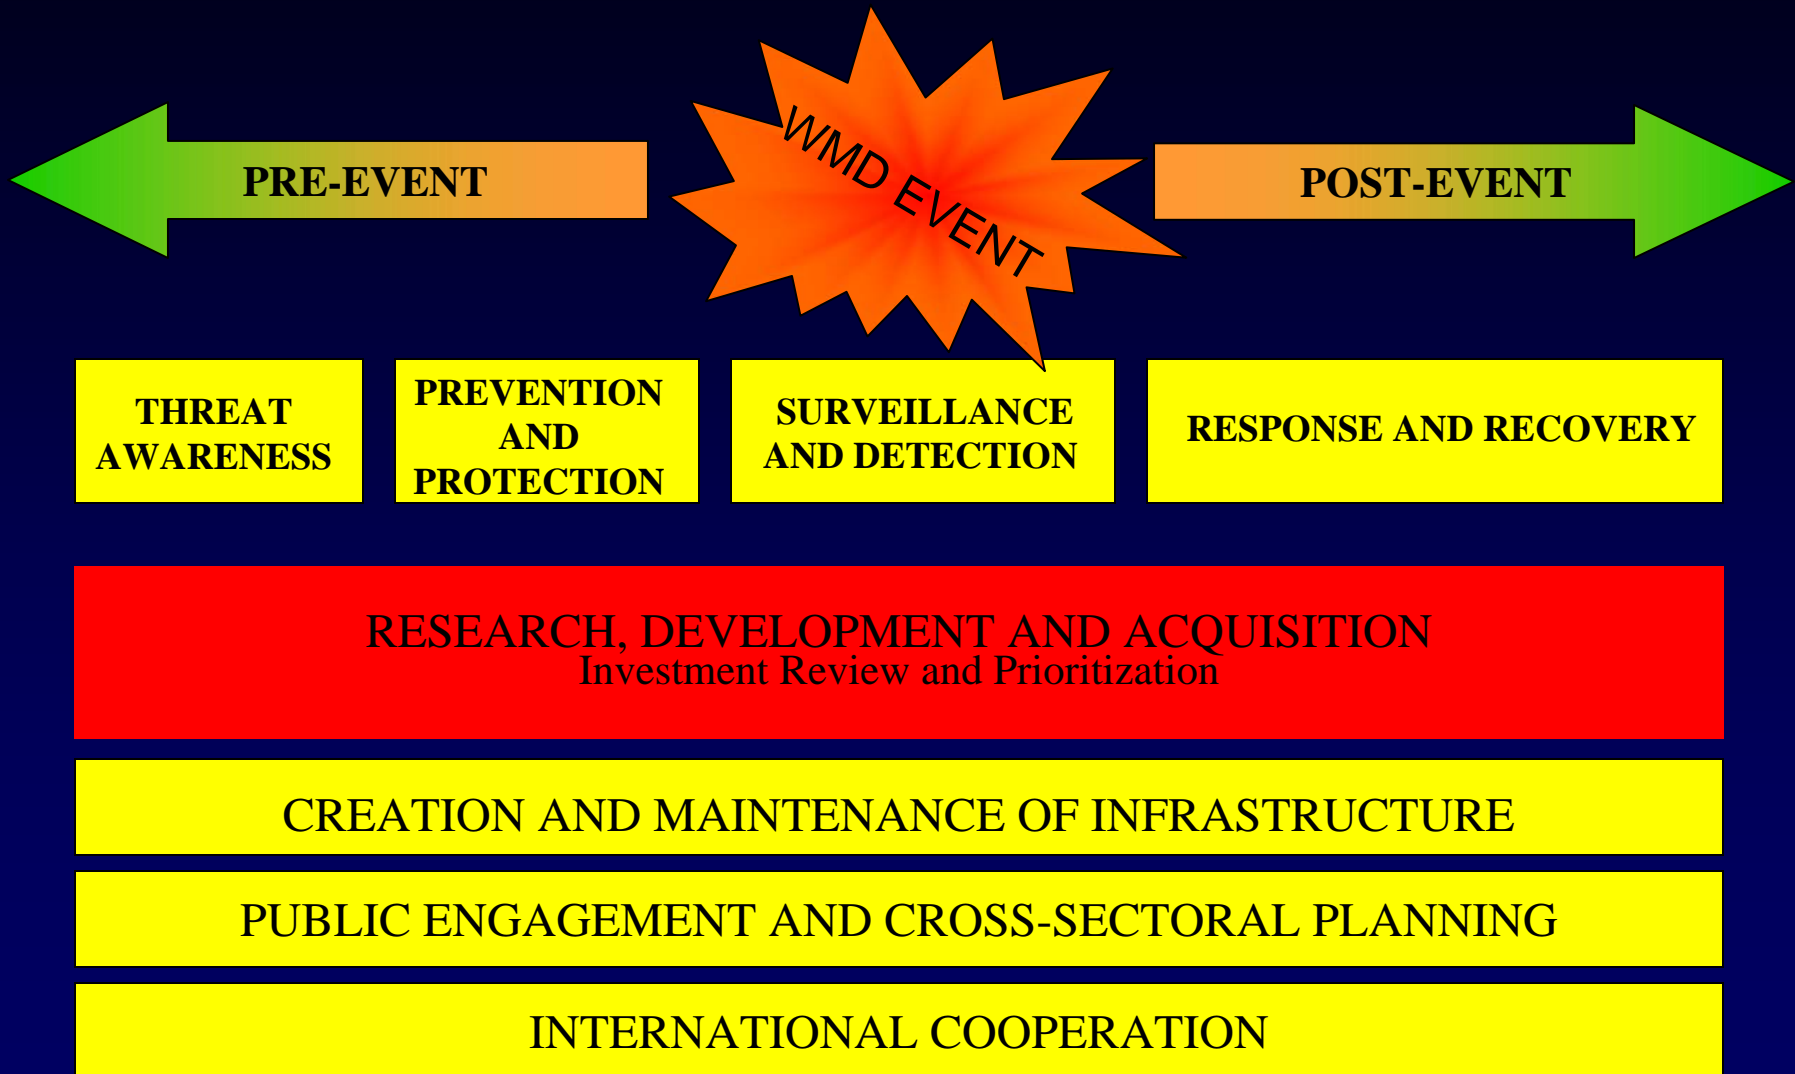 PRE-EVENT
WMD EVENT
POST-EVENT
THREAT
AWARENESS
PREVENTION
AND
PROTECTION
SURVEILLANCE
AND DETECTION
RESPONSE AND RECOVERY
RESEARCH, DEVELOPMENT AND ACQUISITION
Investment Review and Prioritization
CREATION AND MAINTENANCE OF INFRASTRUCTURE
PUBLIC ENGAGEMENT AND CROSS-SECTORAL PLANNING
INTERNATIONAL COOPERATION